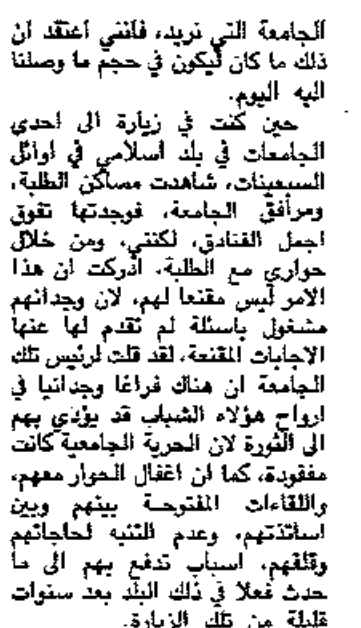 الجامعة التي نريد، فانني اعتقد ان
ذلك ما كان ليكون في حجم ما وصلنا
اليه اليوم.
حين كنت في زيارة الى احدى
الجامعات في بلد اسلامي في اوائل
السبعينات، شاهدت مساكن الطلبة،
ومرافق الجامعة، فوجدتها تفوق
اجمل الفنادق، لكنني، ومن خلال
حواري مع الطلبة، ادركت ان هذا
الامر ليس مقنعا لهم، لان وجدانهم
مشغول باسئلة لم تقدم لها عنها
الاجابات المقنعة، لقد قلت لرئيس تلك
الجامعة ان هناك فراغا وجدانيا في
ارواح هؤلاء الشباب قد يؤدي بهم
الى الثورة لان الحرية الجامعية كانت
مفقودة، كما ان اغفال الحوار معهم،
واللقاءات المفتوحة بينهم وبين
اساتذتهم، وعدم التنبه لحاجاتهم
وقلقهم، اسباب تدفع بهم الى ما
حدث فعلا في ذلك البلد بعد سنوات
قليلة من تلك الزيارة.